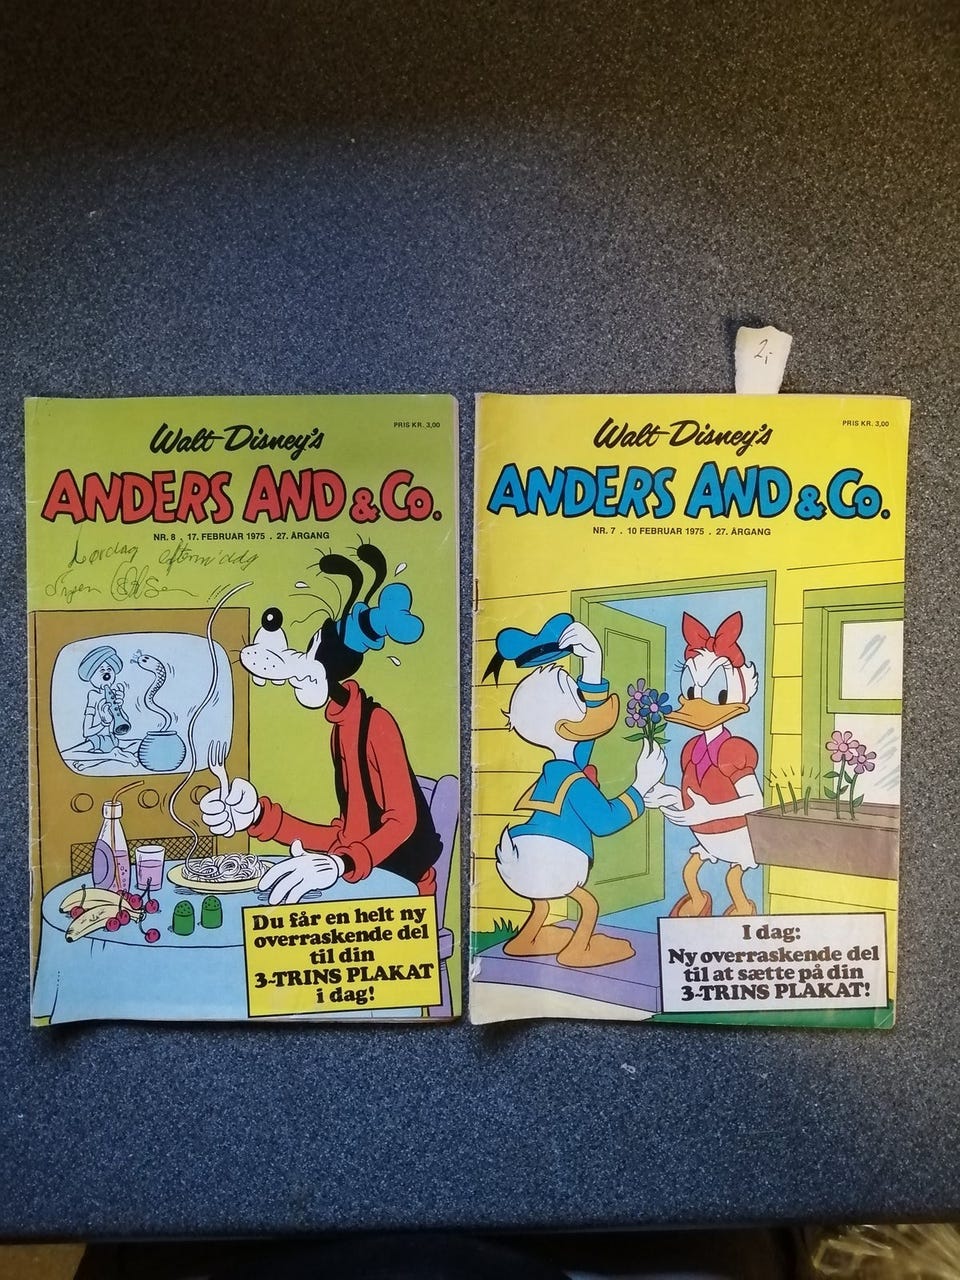 Walt Disney's
PRIS KR. 3,00
ANDERS AND & Co.
NR. 8 . 17. FEBRUAR 1975 . 27. ÅRGANG
Lørdag eftermiddag
Du får en helt ny
overraskende del
til din
3-TRINS PLAKAT
i dag!
2,-
Walt Disney's
PRIS KR. 3,00
ANDERS AND & Co.
NR. 7 . 10 FEBRUAR 1975 . 27. ÅRGANG
I dag:
Ny overraskende del
til at sætte på din
3-TRINS PLAKAT!